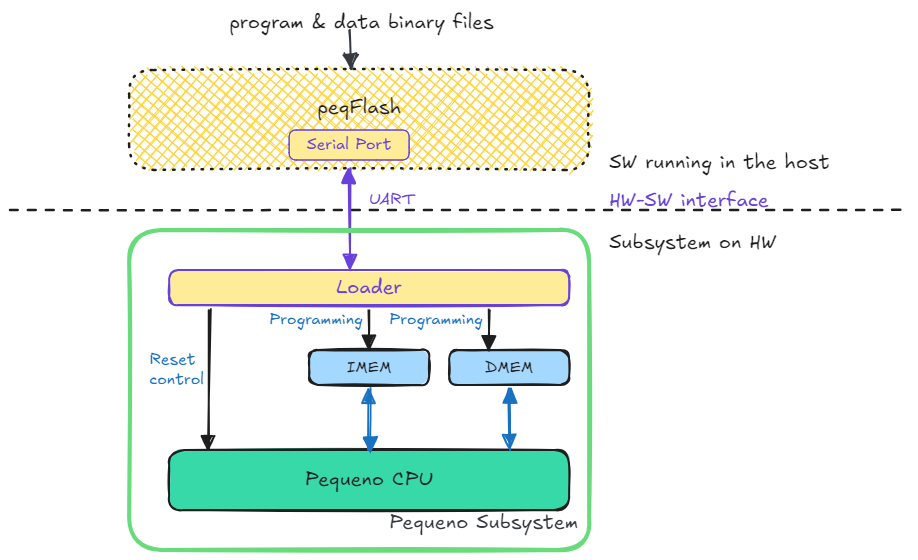 program & data binary files
peqFlash
Serial Port
SW running in the host
UART
HW-SW interface
Subsystem on HW
Loader
Programming
Programming
Reset
control
IMEM
DMEM
Pequeno CPU
Pequeno Subsystem